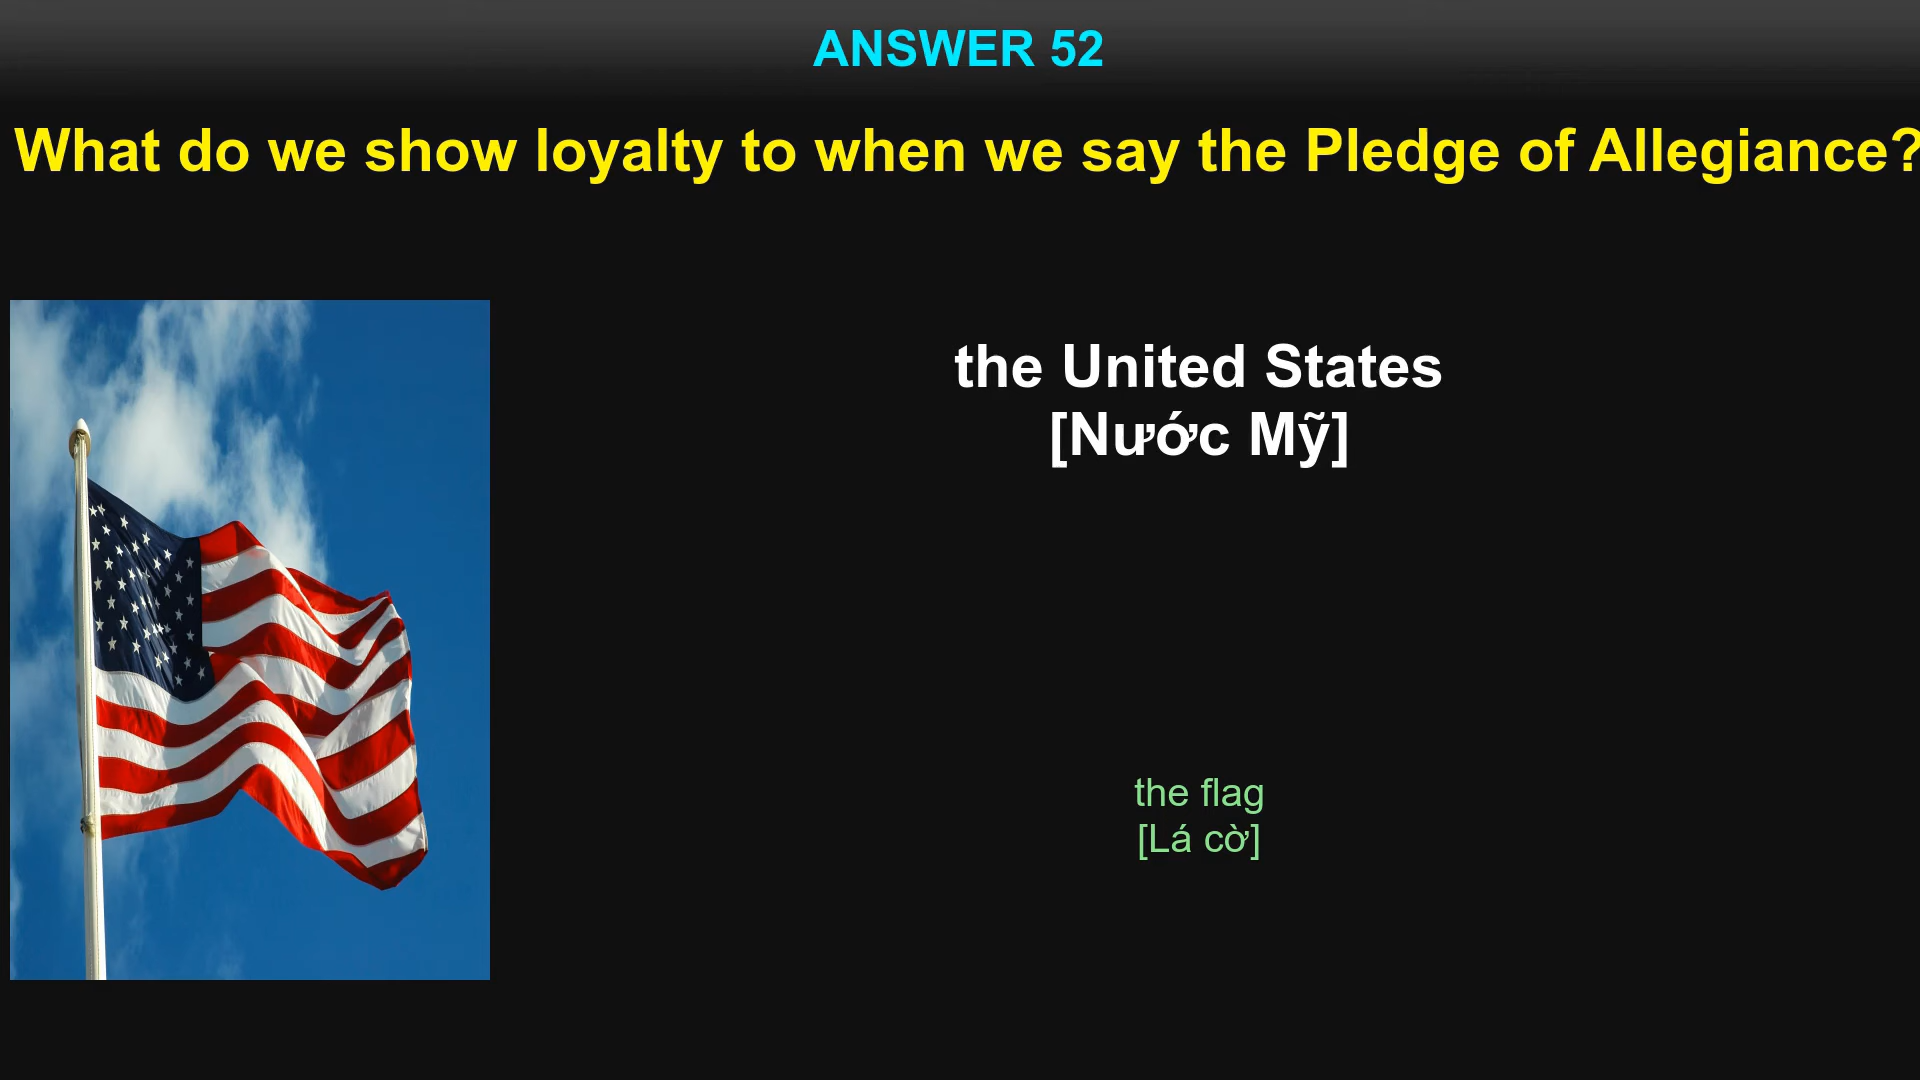 ANSWER 52
What do we show loyalty to when we say the Pledge of Allegiance?
the United States
[Nước Mỹ]
the flag
[Lá cờ]